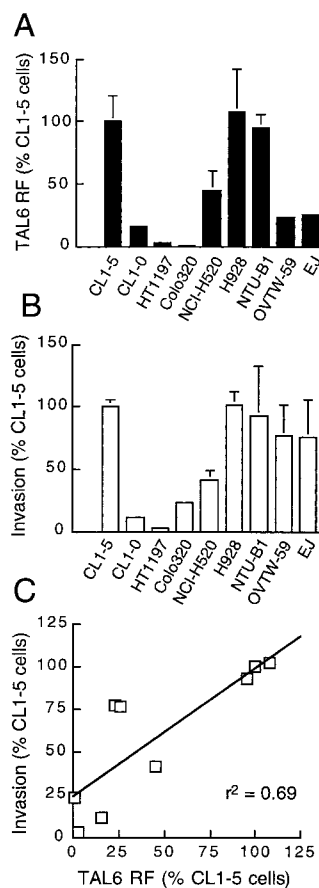 A
TAL6 RF (% CL1-5 cells)
150
100
50
0
CL1-5
CL1-0
HT1197
Colo320
NCI-H520
H928
NTU-B1
OVTW-59
EJ
B
Invasion (% CL1-5 cells)
150
100
50
0
CL1-5
CL1-0
HT1197
Colo320
NCI-H520
H928
NTU-B1
OVTW-59
EJ
C
Invasion (% CL1-5 cells)
125
100
75
50
25
0
r² = 0.69
0 25 50 75 100 125
TAL6 RF (% CL1-5 cells)